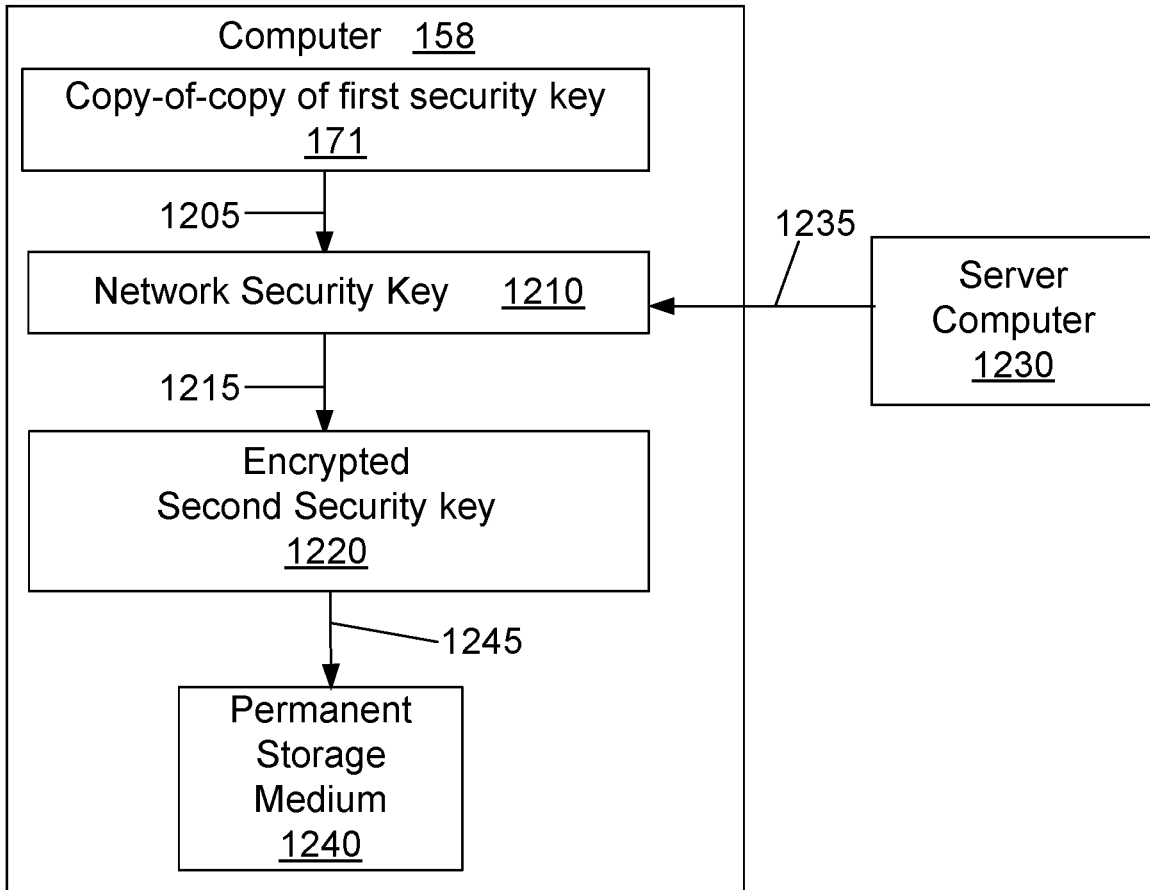 Computer 158
Copy-of-copy of first security key
171
1205
1235
Network Security Key 1210
Server
Computer
1230
1215
Encrypted
Second Security key
1220
1245
Permanent
Storage
Medium
1240